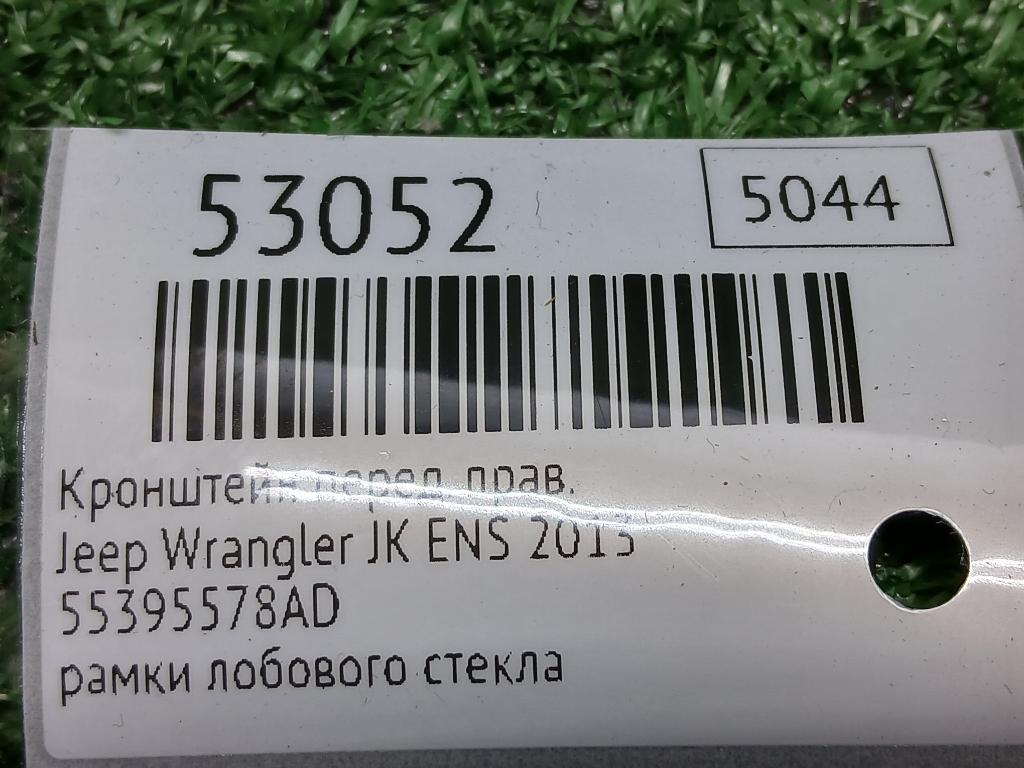 53052
5044
Кронштейн перед. прав.
Jeep Wrangler JK ENS 2013
55395578AD
рамки лобового стекла